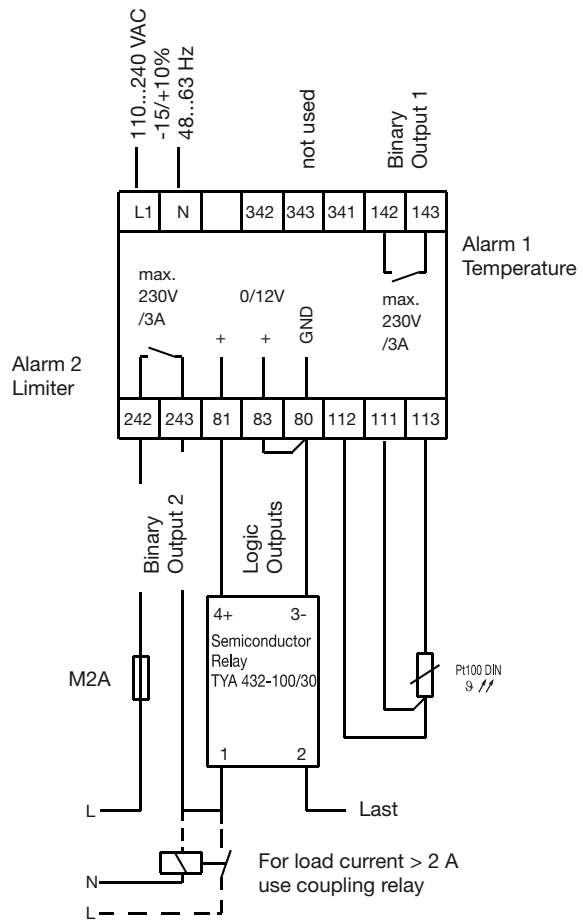 110...240 VAC
-15/+10%
48...63 Hz
not used
Binary
Output 1
L1 N 342 343 341 142 143
Alarm 1
Temperature
max.
230V
/3A
0/12V
+ +
GND
max.
230V
/3A
Alarm 2
Limiter
242 243 81 83 80 112 111 113
Binary
Output 2
Logic
Outputs
4+ 3-
Semiconductor
Relay
TYA 432-100/30
1 2
M2A
Pt100 DIN
ϑ
L
Last
For load current > 2 A
use coupling relay
N
L